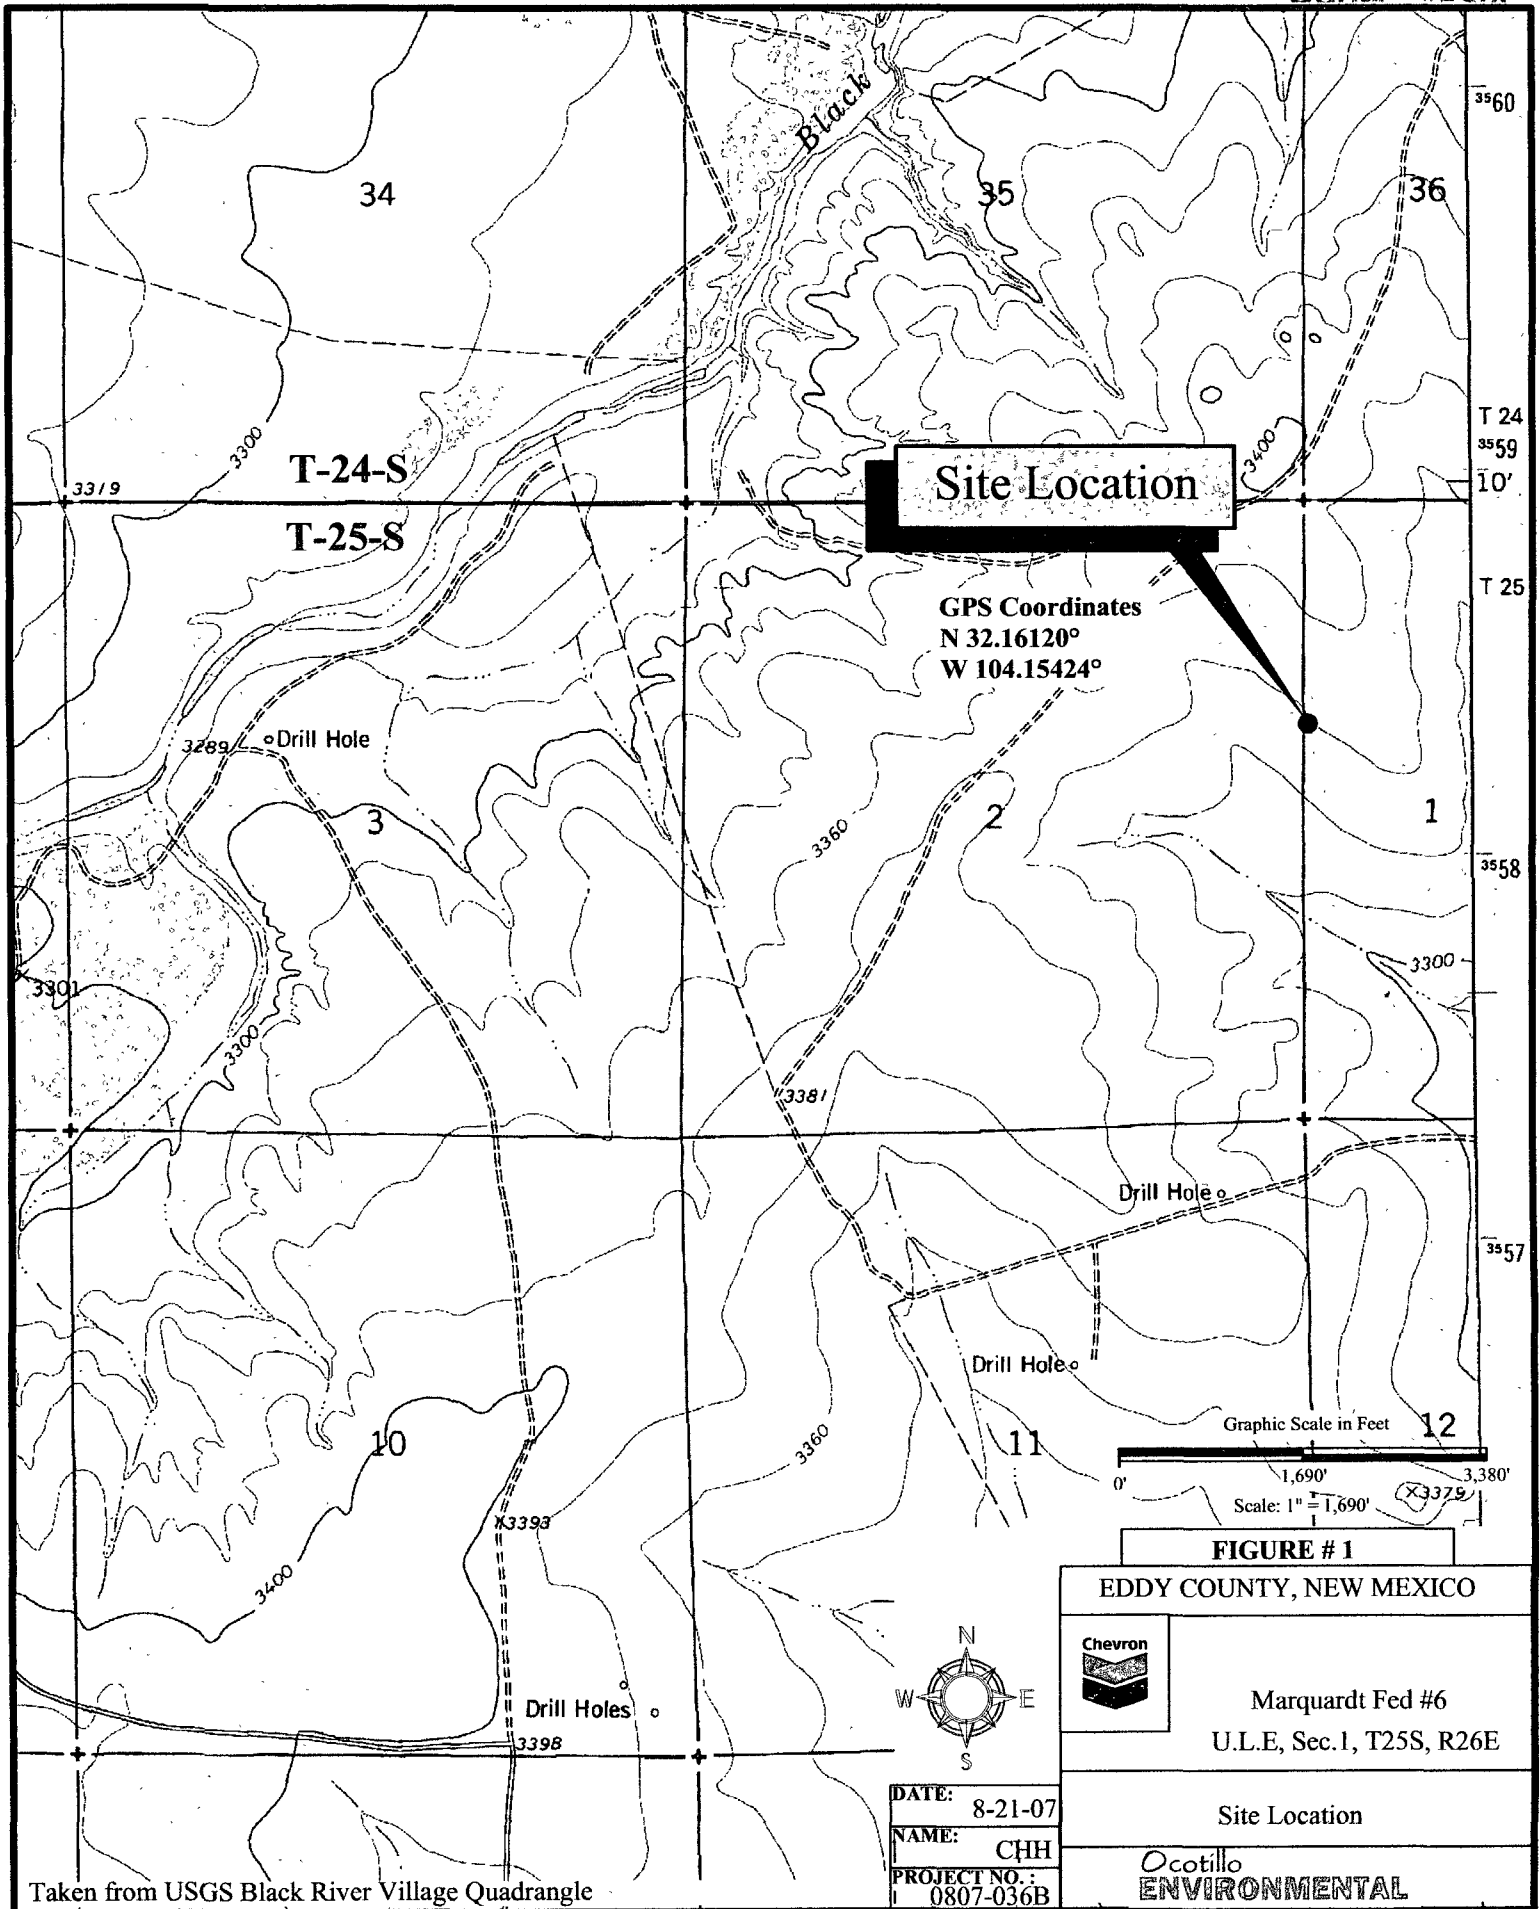 Black
34
35
36
3560
T 24
3559
10'
T 25
3300
T-24-S
3319
T-25-S
3400
Site Location
GPS Coordinates
N 32.16120°
W 104.15424°
3289
Drill Hole
3
3360
2
1
3558
3301
3300
3300
3381
Drill Hole
3557
Drill Hole
10
3360
11
12
Graphic Scale in Feet
0' 1,690' 3,380'
Scale: 1" = 1,690'
3379
3393
3400
Drill Holes
3398
FIGURE # 1
EDDY COUNTY, NEW MEXICO
Chevron
Marquardt Fed #6
U.L.E, Sec.1, T25S, R26E
N
W E
S
DATE: 8-21-07
NAME: CHH
PROJECT NO. : 0807-036B
Site Location
Ocotillo
ENVIRONMENTAL
Taken from USGS Black River Village Quadrangle